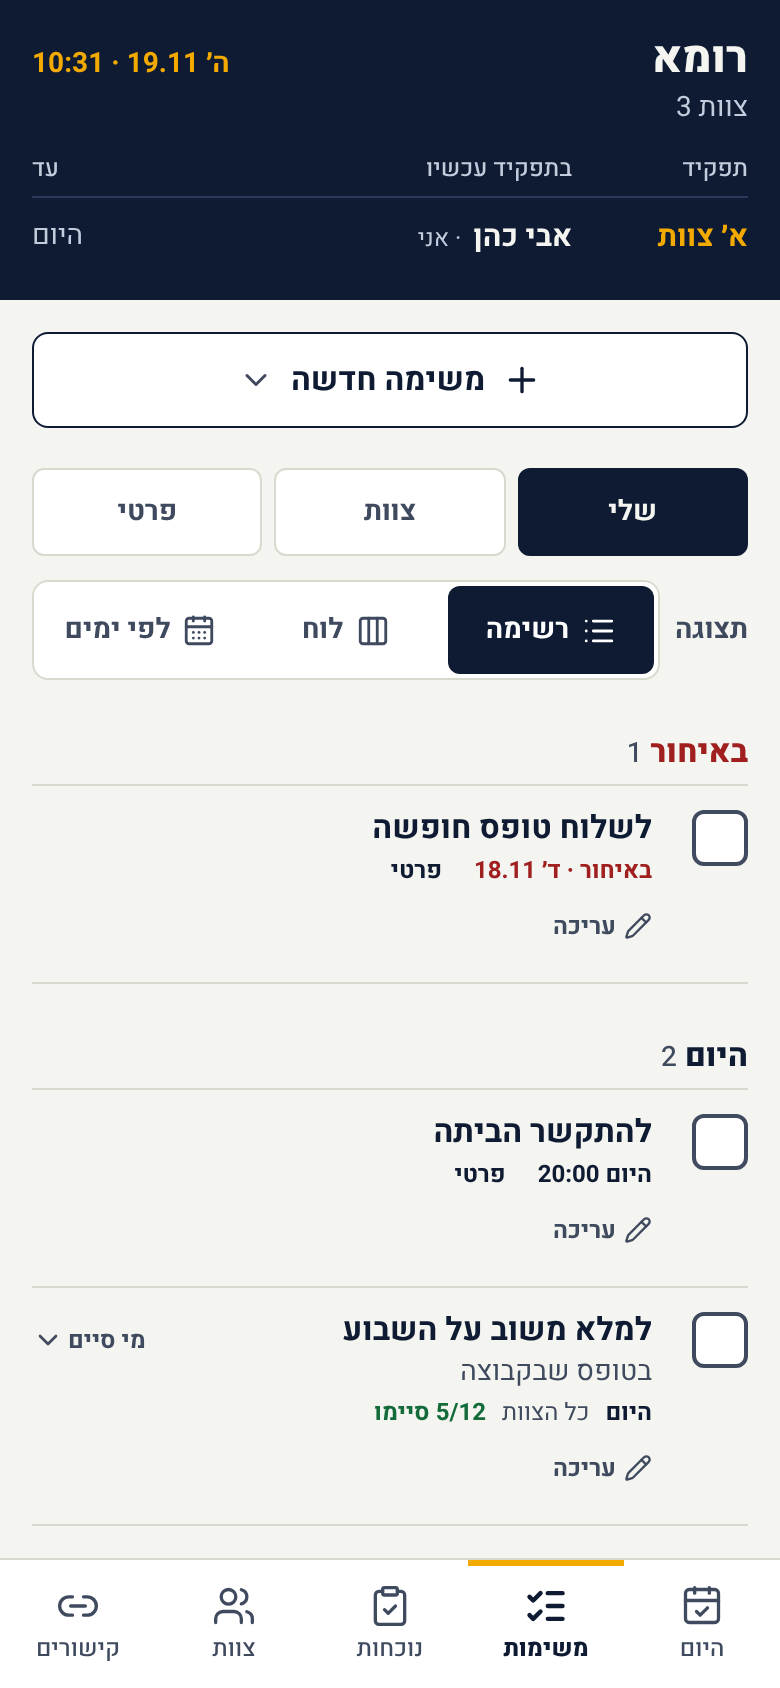 רומא
ה׳ 19.11 · 10:31
צוות 3
תפקיד בתפקיד עכשיו עד
א׳ צוות אבי כהן · אני היום
משימה חדשה
שלי צוות פרטי
תצוגה רשימה לוח לפי ימים
באיחור 1
לשלוח טופס חופשה
באיחור · ד׳ 18.11 פרטי
עריכה
היום 2
להתקשר הביתה
היום 20:00 פרטי
עריכה
למלא משוב על השבוע מי סיים
בטופס שבקבוצה
היום כל הצוות 5/12 סיימו
עריכה
היום משימות נוכחות צוות קישורים